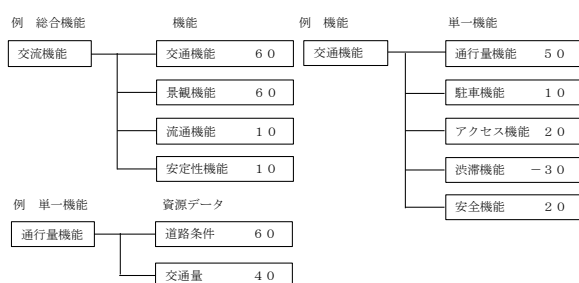 例　総合機能　機能
交流機能　交通機能　６０
景観機能　６０
流通機能　１０
安定性機能　１０
例　機能　単一機能
交通機能　通行量機能　５０
駐車機能　１０
アクセス機能　２０
渋滞機能　－３０
安全機能　２０
例　単一機能　資源データ
通行量機能　道路条件　６０
交通量　４０